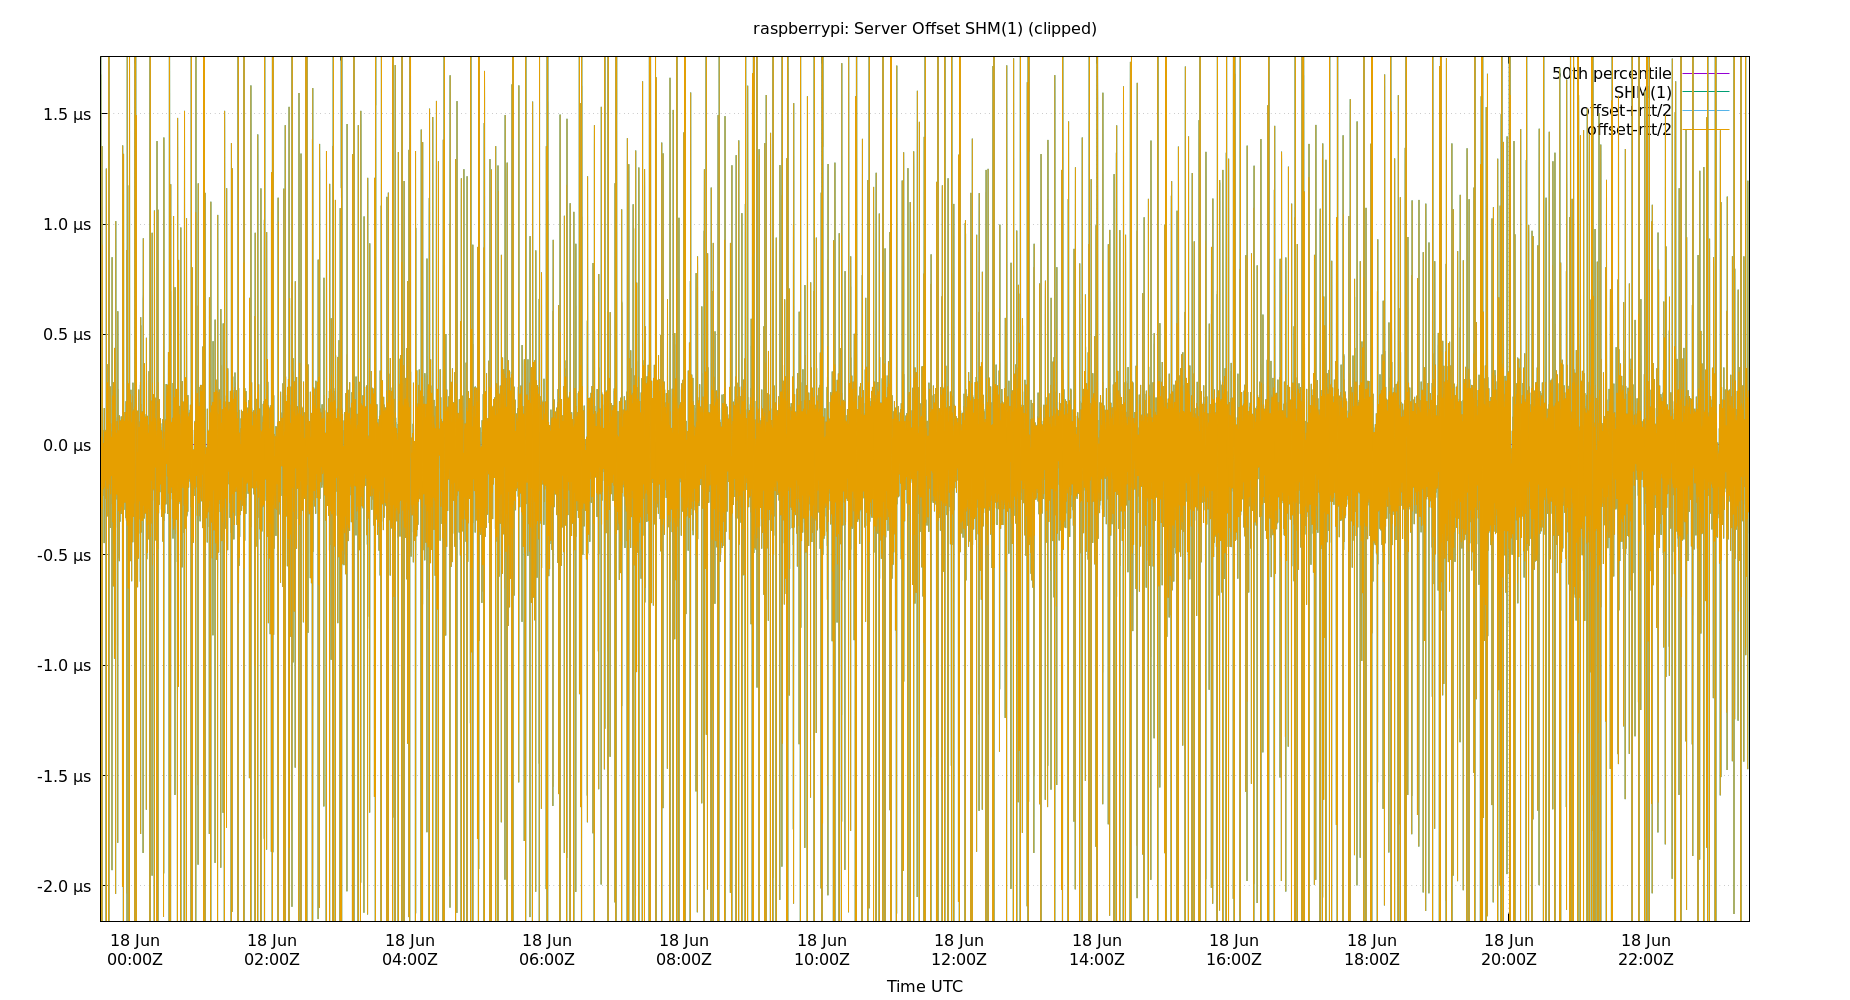 raspberrypi: Server Offset SHM(1) (clipped)
50th percentile
SHM(1)
offset+rtt/2
offset-rtt/2
1.5 µs
1.0 µs
0.5 µs
0.0 µs
-0.5 µs
-1.0 µs
-1.5 µs
-2.0 µs
18 Jun 18 Jun 18 Jun 18 Jun 18 Jun 18 Jun 18 Jun 18 Jun 18 Jun 18 Jun 18 Jun 18 Jun
00:00Z 02:00Z 04:00Z 06:00Z 08:00Z 10:00Z 12:00Z 14:00Z 16:00Z 18:00Z 20:00Z 22:00Z
Time UTC